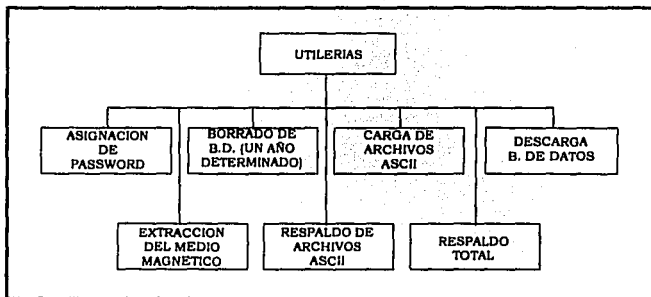 UTILERIAS
ASIGNACION
DE
PASSWORD
BORRADO DE
B.D. (UN AÑO
DETERMINADO)
CARGA DE
ARCHIVOS
ASCII
DESCARGA
B. DE DATOS
EXTRACCION
DEL MEDIO
MAGNETICO
RESPALDO DE
ARCHIVOS
ASCII
RESPALDO
TOTAL